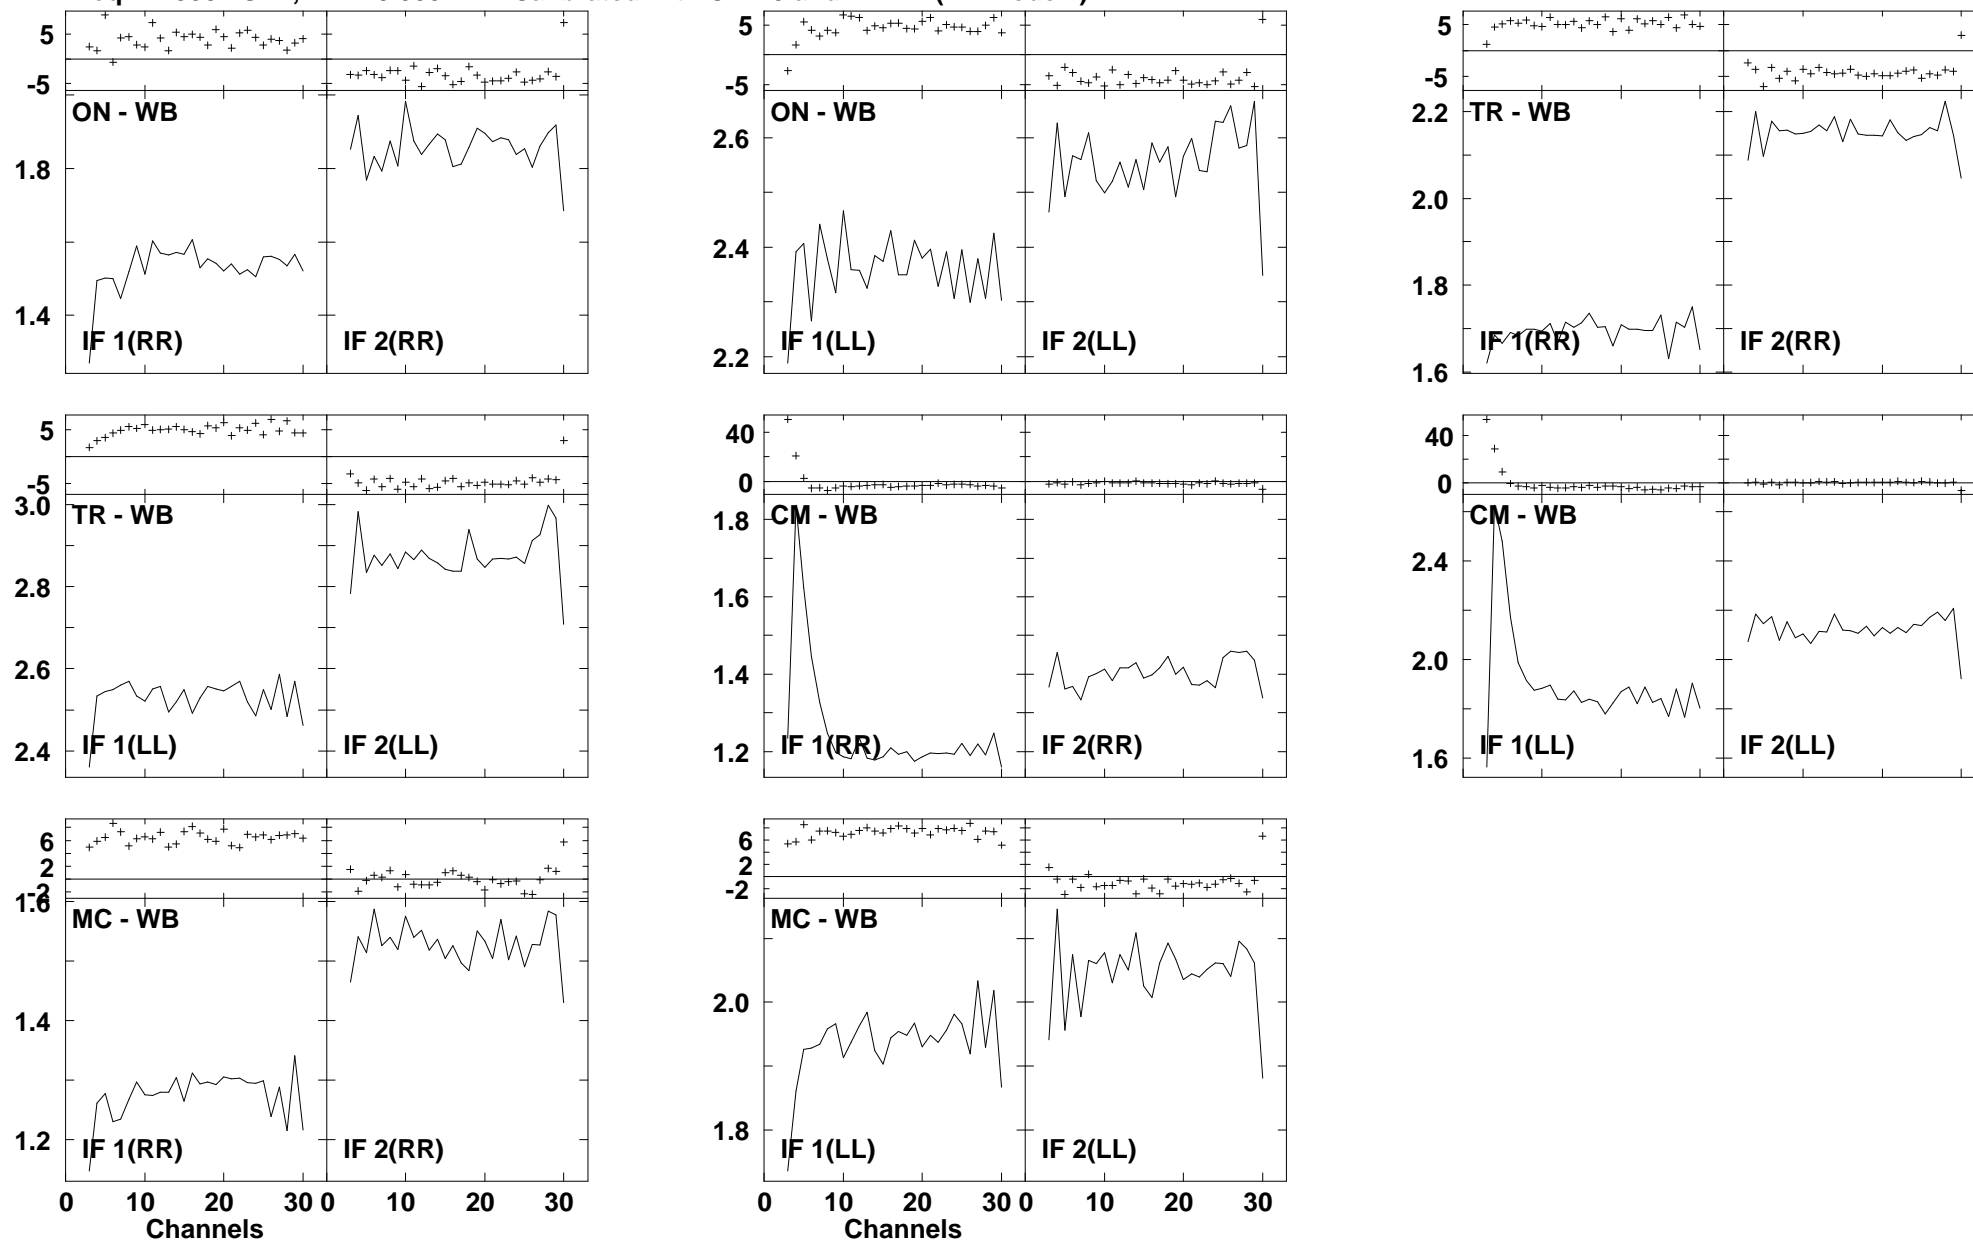 5
-5
ON - WB
1.8
1.4
IF 1(RR)
IF 2(RR)
5
-5
ON - WB
2.6
2.4
2.2
IF 1(LL)
IF 2(LL)
5
-5
TR - WB
2.2
2.0
1.8
1.6
IF 1(RR)
IF 2(RR)
5
-5
TR - WB
3.0
2.8
2.6
2.4
IF 1(LL)
IF 2(LL)
40
0
CM - WB
1.8
1.6
1.4
1.2
IF 1(RR)
IF 2(RR)
40
0
CM - WB
2.4
2.0
1.6
IF 1(LL)
IF 2(LL)
6
2
-2
MC - WB
1.6
1.4
1.2
IF 1(RR)
IF 2(RR)
0 10 20 30 0 10 20 30
Channels
6
2
-2
MC - WB
2.0
1.8
IF 1(LL)
IF 2(LL)
0 10 20 30 0 10 20 30
Channels